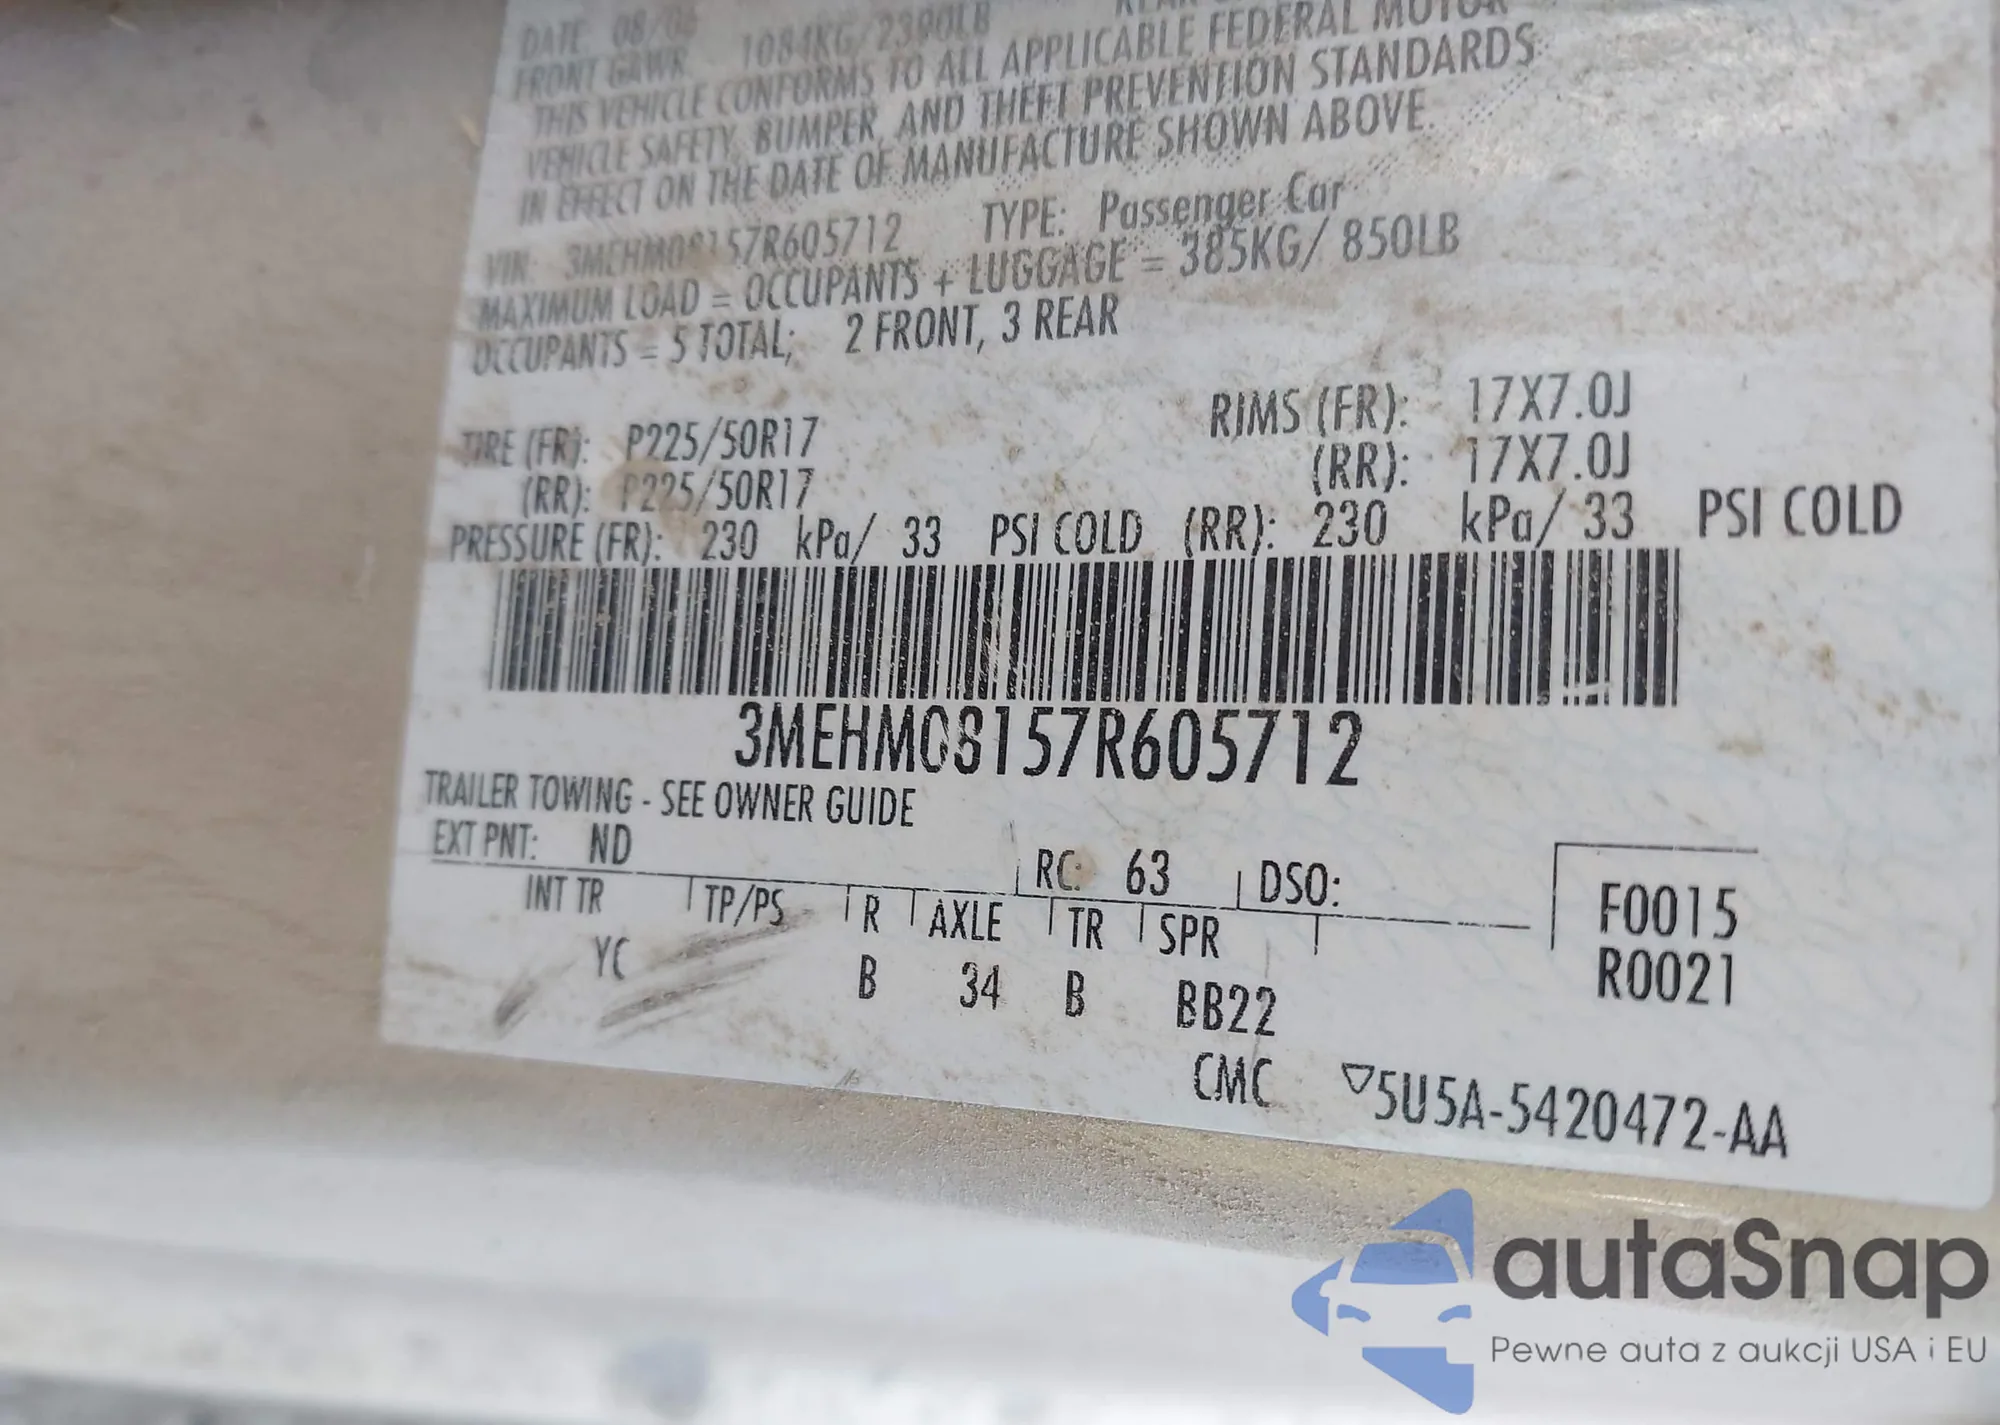 DATE 08/06
FRONT GAWR 1084KG/2390LB
THIS VEHICLE CONFORMS TO ALL APPLICABLE FEDERAL MOTOR
VEHICLE SAFETY, BUMPER, AND THEFT PREVENTION STANDARDS
IN EFFECT ON THE DATE OF MANUFACTURE SHOWN ABOVE.
VIN: 3MEHM08157R605712 TYPE: Passenger Car
MAXIMUM LOAD = OCCUPANTS + LUGGAGE = 385KG/ 850LB
OCCUPANTS = 5 TOTAL; 2 FRONT, 3 REAR
TIRE (FR): P225/50R17 RIMS (FR): 17X7.0J
(RR): P225/50R17 (RR): 17X7.0J
PRESSURE (FR): 230 kPa/ 33 PSI COLD (RR): 230 kPa/ 33 PSI COLD
3MEHM08157R605712
TRAILER TOWING - SEE OWNER GUIDE
EXT PNT: ND RC: 63 DSO:
INT TR TP/PS R AXLE TR SPR
YC B 34 B BB22
F0015
R0021
CMC ▽5U5A-5420472-AA
autaSnap
Pewne auta z aukcji USA i EU